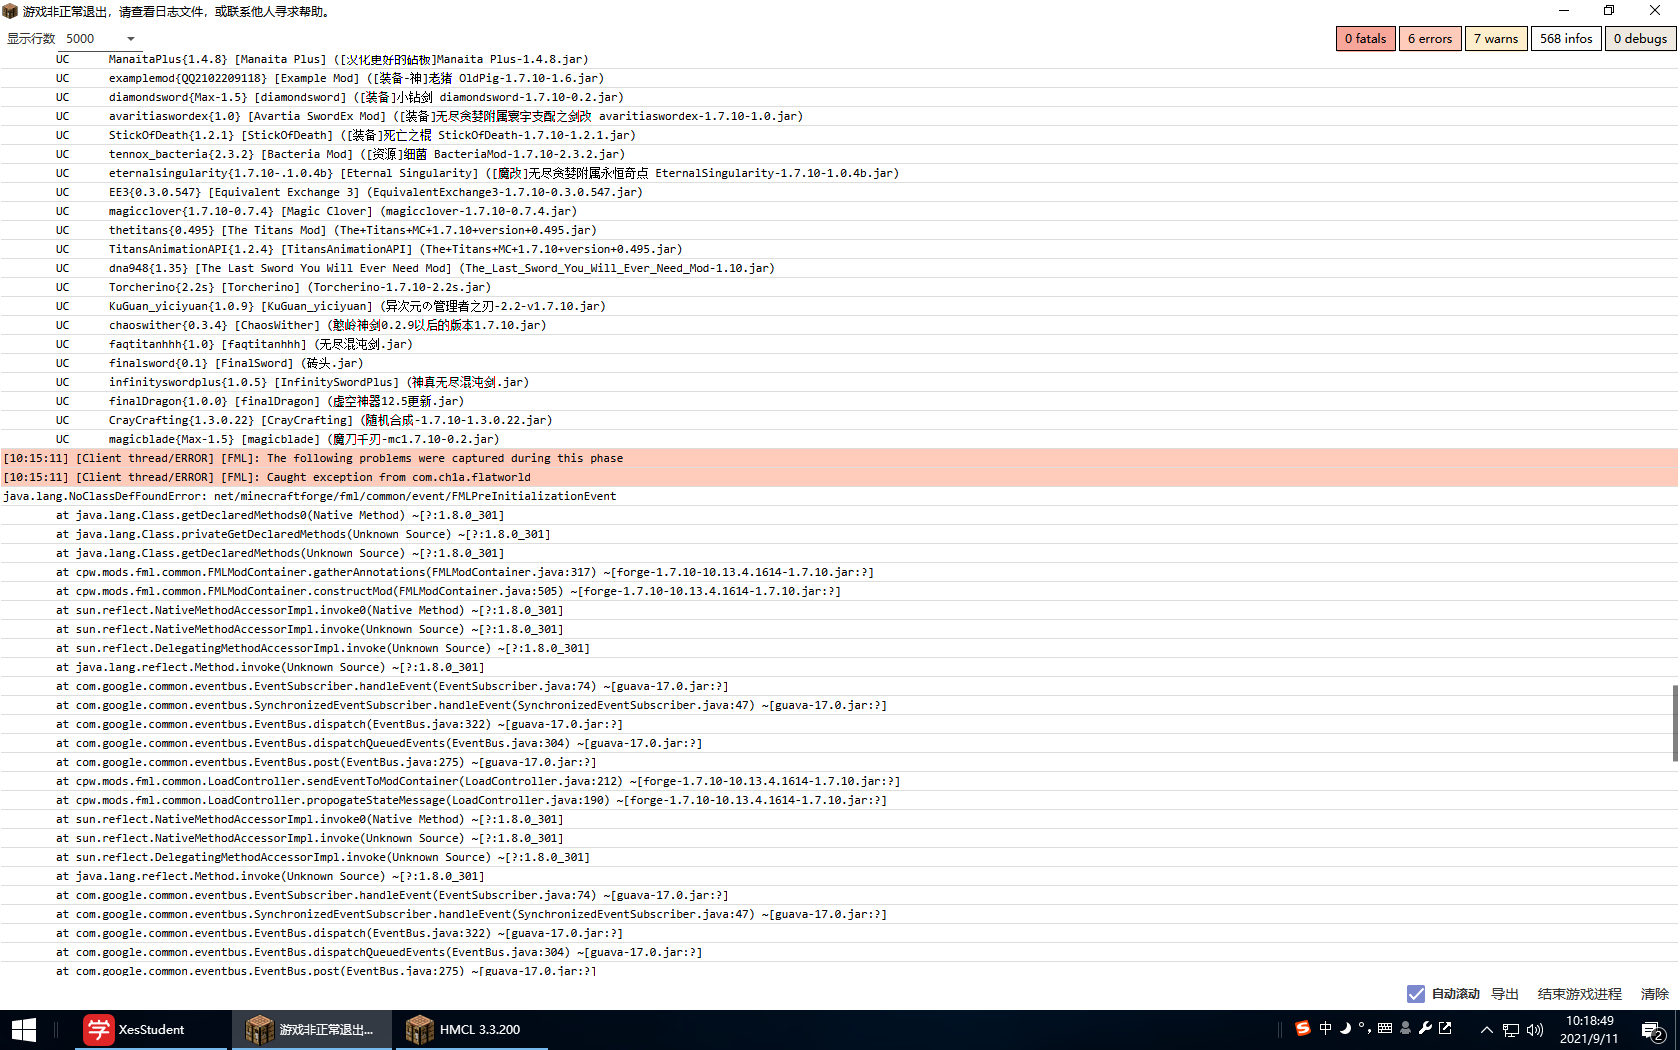 游戏非正常退出，请查看日志文件，或联系他人寻求帮助。
显示行数 5000 0 fatals 6 errors 7 warns 568 infos 0 debugs
UC ManaitaPlus{1.4.8} [Manaita Plus] ([汉化更好的砧板]Manaita Plus-1.4.8.jar)
UC examplemod{QQ2102209118} [Example Mod] ([装备-神]老猪 OldPig-1.7.10-1.6.jar)
UC diamondsword{Max-1.5} [diamondsword] ([装备]小钻剑 diamondsword-1.7.10-0.2.jar)
UC avaritiaswordex{1.0} [Avartia SwordEx Mod] ([装备]无尽贪婪附属寰宇支配之剑改 avaritiaswordex-1.7.10-1.0.jar)
UC StickOfDeath{1.2.1} [StickOfDeath] ([装备]死亡之棍 StickOfDeath-1.7.10-1.2.1.jar)
UC tennox_bacteria{2.3.2} [Bacteria Mod] ([资源]细菌 BacteriaMod-1.7.10-2.3.2.jar)
UC eternalsingularity{1.7.10-.1.0.4b} [Eternal Singularity] ([魔改]无尽贪婪附属永恒奇点 EternalSingularity-1.7.10-1.0.4b.jar)
UC EE3{0.3.0.547} [Equivalent Exchange 3] (EquivalentExchange3-1.7.10-0.3.0.547.jar)
UC magicclover{1.7.10-0.7.4} [Magic Clover] (magicclover-1.7.10-0.7.4.jar)
UC thetitans{0.495} [The Titans Mod] (The+Titans+MC+1.7.10+version+0.495.jar)
UC TitansAnimationAPI{1.2.4} [TitansAnimationAPI] (The+Titans+MC+1.7.10+version+0.495.jar)
UC dna948{1.35} [The Last Sword You Will Ever Need Mod] (The_Last_Sword_You_Will_Ever_Need_Mod-1.10.jar)
UC Torcherino{2.2s} [Torcherino] (Torcherino-1.7.10-2.2s.jar)
UC KuGuan_yiciyuan{1.0.9} [KuGuan_yiciyuan] (异次元の管理者之刃-2.2-v1.7.10.jar)
UC chaoswither{0.3.4} [ChaosWither] (憨岭神剑0.2.9以后的版本1.7.10.jar)
UC faqtitanhhh{1.0} [faqtitanhhh] (无尽混沌剑.jar)
UC finalsword{0.1} [FinalSword] (砖头.jar)
UC infinityswordplus{1.0.5} [InfinitySwordPlus] (神真无尽混沌剑.jar)
UC finalDragon{1.0.0} [finalDragon] (虚空神器12.5更新.jar)
UC CrayCrafting{1.3.0.22} [CrayCrafting] (随机合成-1.7.10-1.3.0.22.jar)
UC magicblade{Max-1.5} [magicblade] (魔刀千刃-mc1.7.10-0.2.jar)
[10:15:11] [Client thread/ERROR] [FML]: The following problems were captured during this phase
[10:15:11] [Client thread/ERROR] [FML]: Caught exception from com.ch1a.flatworld
java.lang.NoClassDefFoundError: net/minecraftforge/fml/common/event/FMLPreInitializationEvent
at java.lang.Class.getDeclaredMethods0(Native Method) ~[?:1.8.0_301]
at java.lang.Class.privateGetDeclaredMethods(Unknown Source) ~[?:1.8.0_301]
at java.lang.Class.getDeclaredMethods(Unknown Source) ~[?:1.8.0_301]
at cpw.mods.fml.common.FMLModContainer.gatherAnnotations(FMLModContainer.java:317) ~[forge-1.7.10-10.13.4.1614-1.7.10.jar:?]
at cpw.mods.fml.common.FMLModContainer.constructMod(FMLModContainer.java:505) ~[forge-1.7.10-10.13.4.1614-1.7.10.jar:?]
at sun.reflect.NativeMethodAccessorImpl.invoke0(Native Method) ~[?:1.8.0_301]
at sun.reflect.NativeMethodAccessorImpl.invoke(Unknown Source) ~[?:1.8.0_301]
at sun.reflect.DelegatingMethodAccessorImpl.invoke(Unknown Source) ~[?:1.8.0_301]
at java.lang.reflect.Method.invoke(Unknown Source) ~[?:1.8.0_301]
at com.google.common.eventbus.EventSubscriber.handleEvent(EventSubscriber.java:74) ~[guava-17.0.jar:?]
at com.google.common.eventbus.SynchronizedEventSubscriber.handleEvent(SynchronizedEventSubscriber.java:47) ~[guava-17.0.jar:?]
at com.google.common.eventbus.EventBus.dispatch(EventBus.java:322) ~[guava-17.0.jar:?]
at com.google.common.eventbus.EventBus.dispatchQueuedEvents(EventBus.java:304) ~[guava-17.0.jar:?]
at com.google.common.eventbus.EventBus.post(EventBus.java:275) ~[guava-17.0.jar:?]
at cpw.mods.fml.common.LoadController.sendEventToModContainer(LoadController.java:212) ~[forge-1.7.10-10.13.4.1614-1.7.10.jar:?]
at cpw.mods.fml.common.LoadController.propogateStateMessage(LoadController.java:190) ~[forge-1.7.10-10.13.4.1614-1.7.10.jar:?]
at sun.reflect.NativeMethodAccessorImpl.invoke0(Native Method) ~[?:1.8.0_301]
at sun.reflect.NativeMethodAccessorImpl.invoke(Unknown Source) ~[?:1.8.0_301]
at sun.reflect.DelegatingMethodAccessorImpl.invoke(Unknown Source) ~[?:1.8.0_301]
at java.lang.reflect.Method.invoke(Unknown Source) ~[?:1.8.0_301]
at com.google.common.eventbus.EventSubscriber.handleEvent(EventSubscriber.java:74) ~[guava-17.0.jar:?]
at com.google.common.eventbus.SynchronizedEventSubscriber.handleEvent(SynchronizedEventSubscriber.java:47) ~[guava-17.0.jar:?]
at com.google.common.eventbus.EventBus.dispatch(EventBus.java:322) ~[guava-17.0.jar:?]
at com.google.common.eventbus.EventBus.dispatchQueuedEvents(EventBus.java:304) ~[guava-17.0.jar:?]
at com.google.common.eventbus.EventBus.post(EventBus.java:275) ~[guava-17.0.jar:?]
自动滚动 导出 结束游戏进程 清除
学 XesStudent 游戏非正常退出... HMCL 3.3.200 S 中 10:18:49
2021/9/11 2